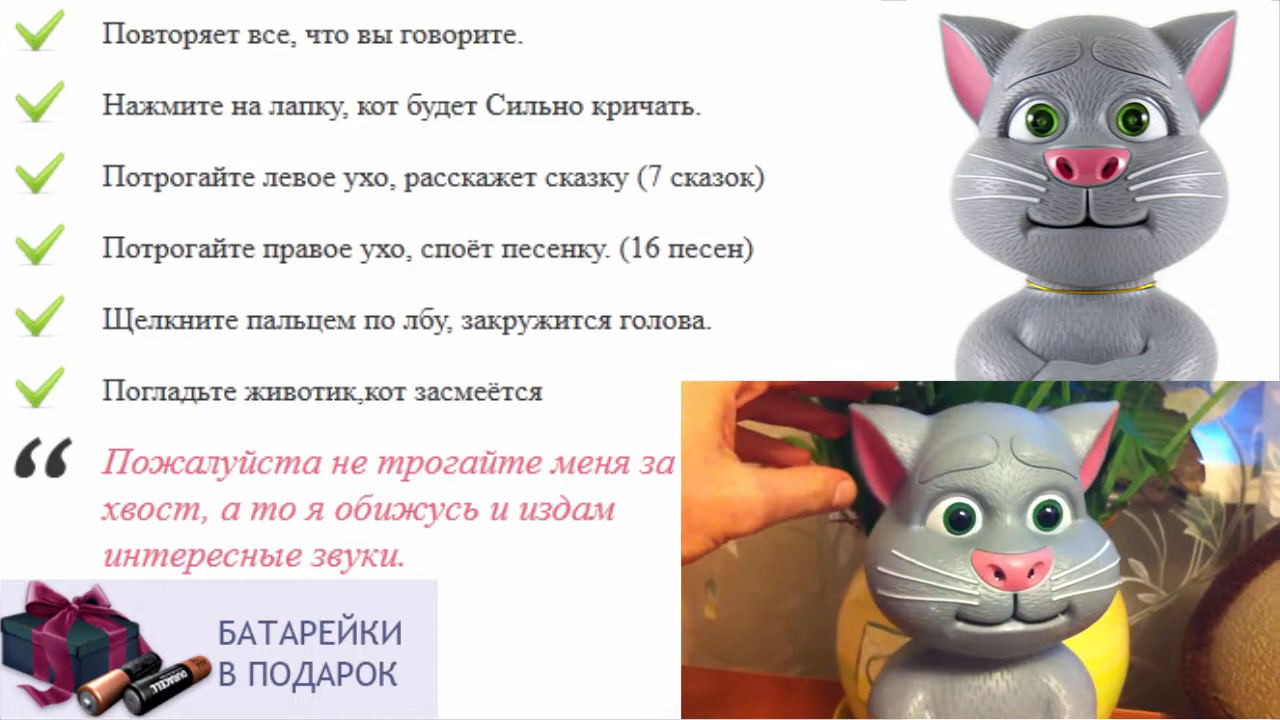 Повторяет все, что вы говорите.
Нажмите на лапку, кот будет Сильно кричать.
Потрогайте левое ухо, расскажет сказку (7 сказок)
Потрогайте правое ухо, споёт песенку. (16 песен)
Щелкните пальцем по лбу, закружится голова.
Погладьте животик,кот засмеётся
“ Пожалуйста не трогайте меня за
хвост, а то я обижусь и издам
интересные звуки.
БАТАРЕЙКИ
В ПОДАРОК
DURACELL